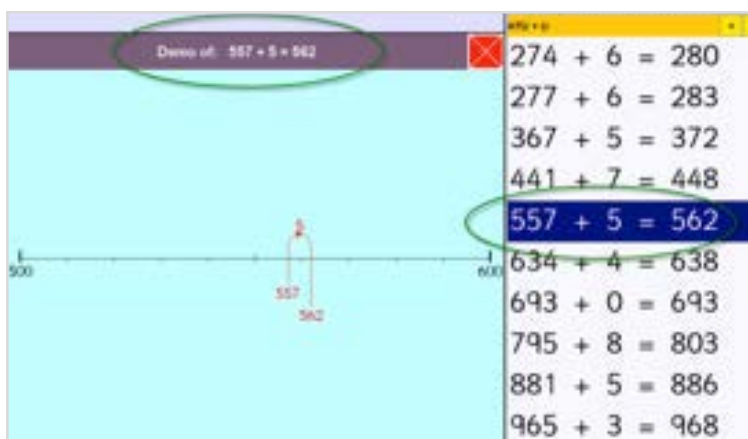 Demo of: 557 + 5 = 562
5
500
600
557
562
274 + 6 = 280
277 + 6 = 283
367 + 5 = 372
441 + 7 = 448
557 + 5 = 562
634 + 4 = 638
693 + 0 = 693
795 + 8 = 803
881 + 5 = 886
965 + 3 = 968